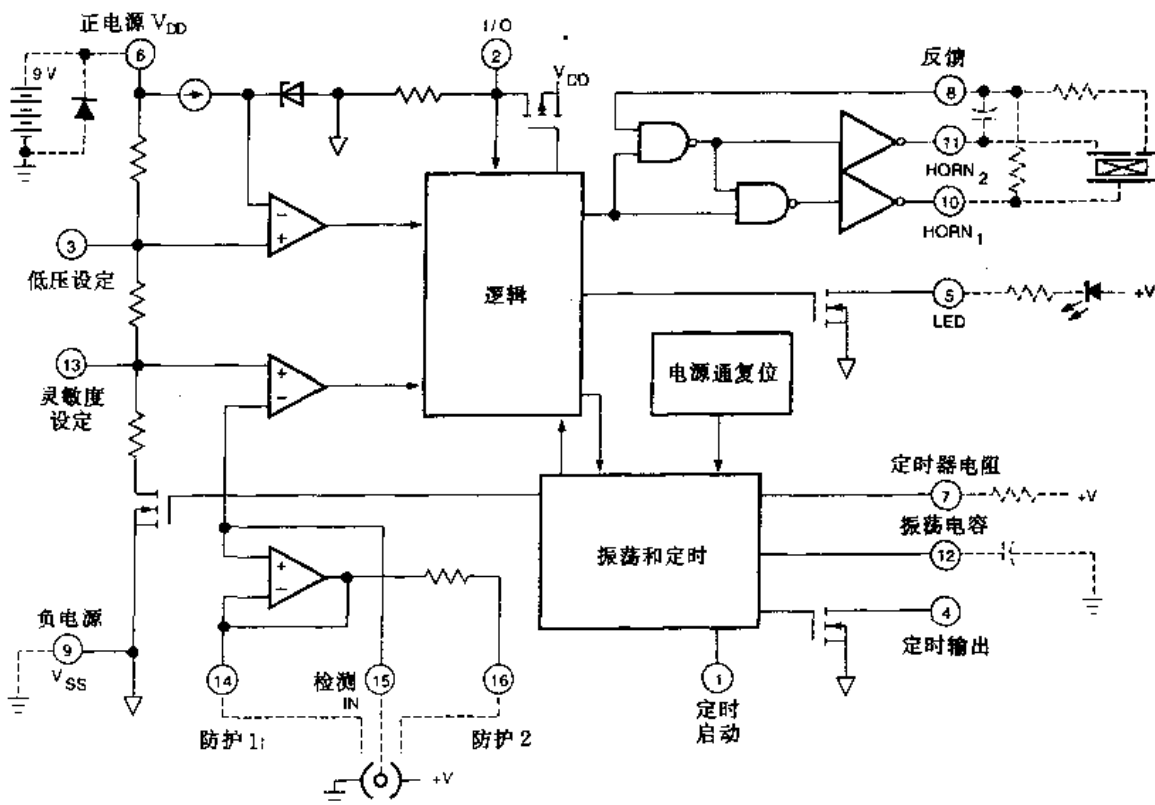 正电源 VDD
6
9 V
I/O
2
VDD
反馈
8
11
HORN2
10
HORN1
3
低压设定
−
+
逻辑
5
LED
+V
13
灵敏度
设定
+
−
电源通复位
定时器电阻
7
+V
振荡电容
12
振荡和定时
+
−
4
定时输出
负电源
9
VSS
14
检测
IN
15
16
1
定时
启动
防护 1
防护 2
+V